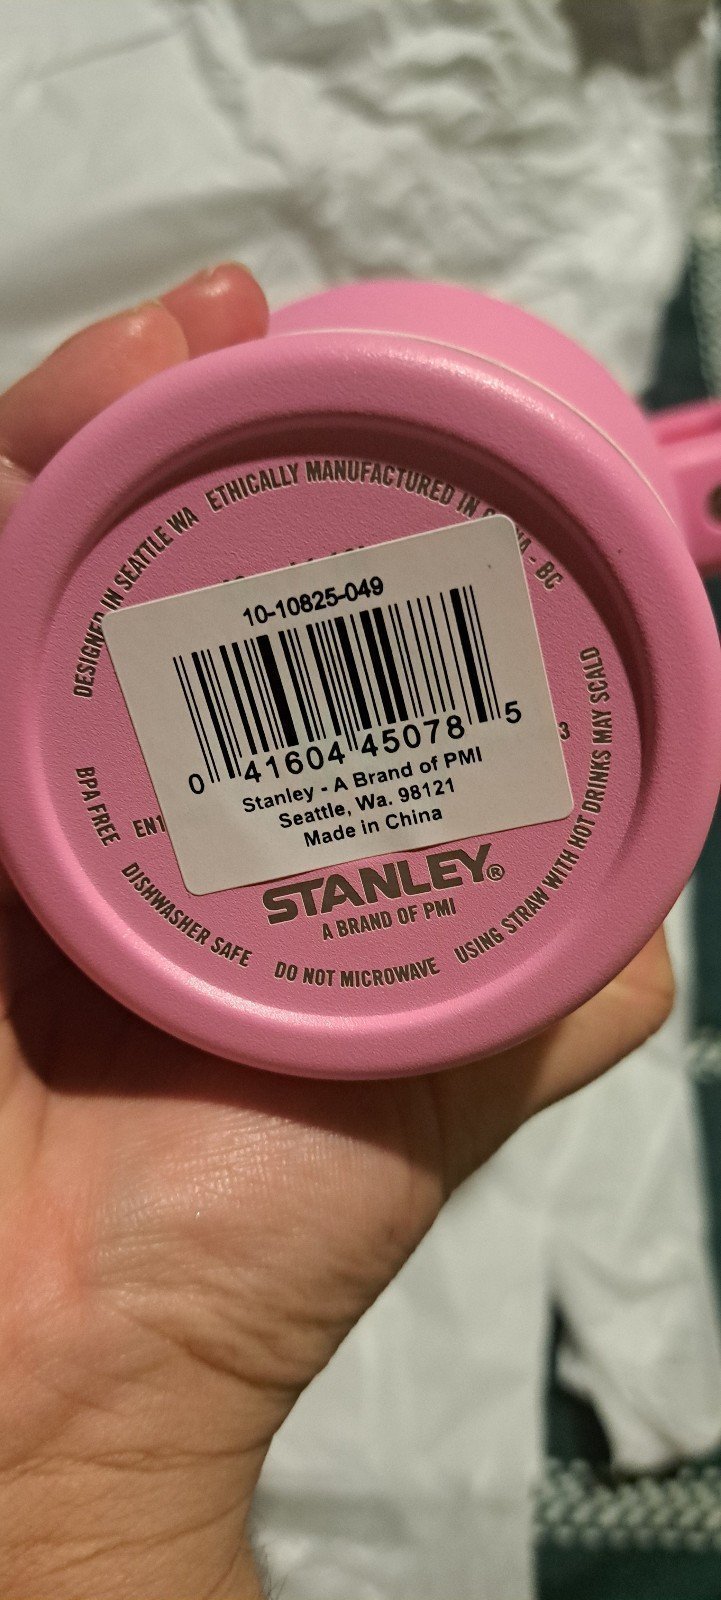 DESIGNED IN SEATTLE WA
ETHICALLY MANUFACTURED IN - BC
10-10825-049
0 41604 45078 5
Stanley - A Brand of PMI
Seattle, Wa. 98121
Made in China
3
EN1
BPA FREE
STANLEY®
A BRAND OF PMI
DISHWASHER SAFE
DO NOT MICROWAVE
USING STRAW WITH HOT DRINKS MAY SCALD